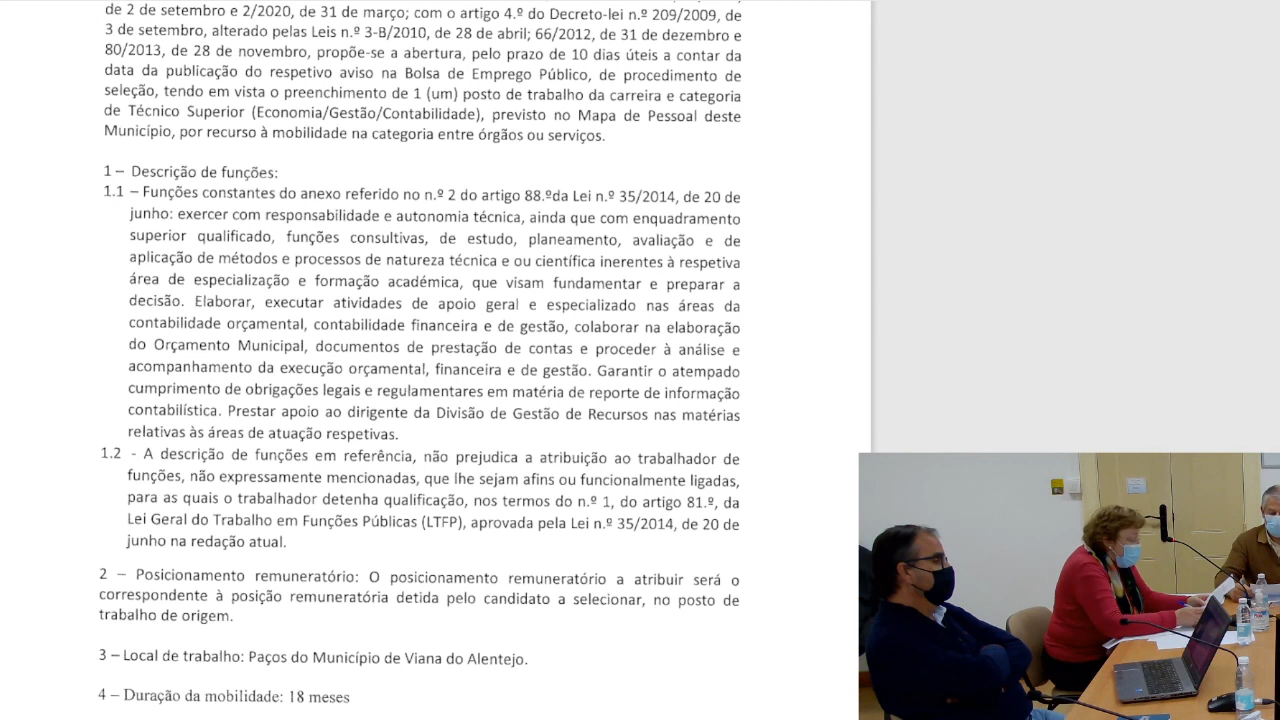 de 2 de setembro e 2/2020, de 31 de março; com o artigo 4.º do Decreto-lei n.º 209/2009, de
3 de setembro, alterado pelas Leis n.º 3-B/2010, de 28 de abril; 66/2012, de 31 de dezembro e
80/2013, de 28 de novembro, propõe-se a abertura, pelo prazo de 10 dias úteis a contar da
data da publicação do respetivo aviso na Bolsa de Emprego Público, de procedimento de
seleção, tendo em vista o preenchimento de 1 (um) posto de trabalho da carreira e categoria
de Técnico Superior (Economia/Gestão/Contabilidade), previsto no Mapa de Pessoal deste
Município, por recurso à mobilidade na categoria entre órgãos ou serviços.
1 – Descrição de funções:
1.1 – Funções constantes do anexo referido no n.º 2 do artigo 88.ºda Lei n.º 35/2014, de 20 de
junho: exercer com responsabilidade e autonomia técnica, ainda que com enquadramento
superior qualificado, funções consultivas, de estudo, planeamento, avaliação e de
aplicação de métodos e processos de natureza técnica e ou científica inerentes à respetiva
área de especialização e formação académica, que visam fundamentar e preparar a
decisão. Elaborar, executar atividades de apoio geral e especializado nas áreas da
contabilidade orçamental, contabilidade financeira e de gestão, colaborar na elaboração
do Orçamento Municipal, documentos de prestação de contas e proceder à análise e
acompanhamento da execução orçamental, financeira e de gestão. Garantir o atempado
cumprimento de obrigações legais e regulamentares em matéria de reporte de informação
contabilística. Prestar apoio ao dirigente da Divisão de Gestão de Recursos nas matérias
relativas às áreas de atuação respetivas.
1.2 - A descrição de funções em referência, não prejudica a atribuição ao trabalhador de
funções, não expressamente mencionadas, que lhe sejam afins ou funcionalmente ligadas,
para as quais o trabalhador detenha qualificação, nos termos do n.º 1, do artigo 81.º, da
Lei Geral do Trabalho em Funções Públicas (LTFP), aprovada pela Lei n.º 35/2014, de 20 de
junho na redação atual.
2 – Posicionamento remuneratório: O posicionamento remuneratório a atribuir será o
correspondente à posição remuneratória detida pelo candidato a selecionar, no posto de
trabalho de origem.
3 – Local de trabalho: Paços do Município de Viana do Alentejo.
4 – Duração da mobilidade: 18 meses